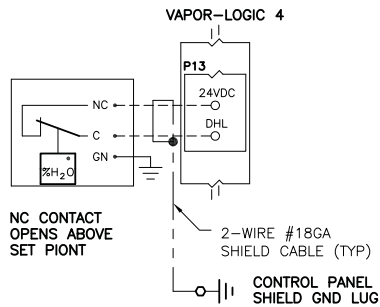 VAPOR-LOGIC 4
P13
24VDC
DHL
NC
C
GN
%H2O
NC CONTACT
OPENS ABOVE
SET PIONT
2-WIRE #18GA
SHIELD CABLE (TYP)
CONTROL PANEL
SHIELD GND LUG